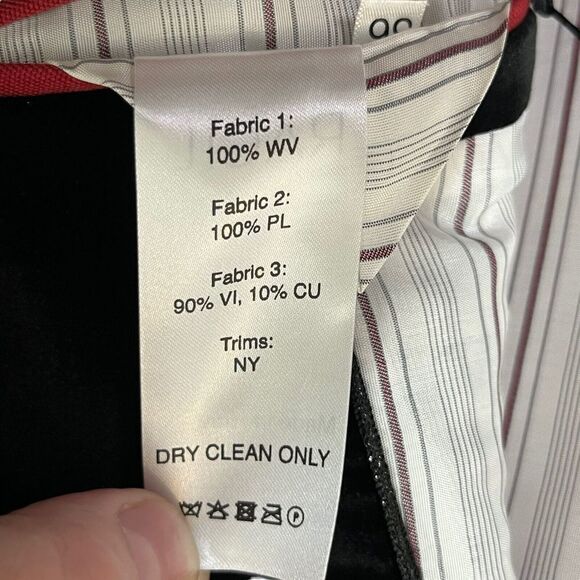 Fabric 1:
100% WV
Fabric 2:
100% PL
Fabric 3:
90% VI, 10% CU
Trims:
NY
DRY CLEAN ONLY
P